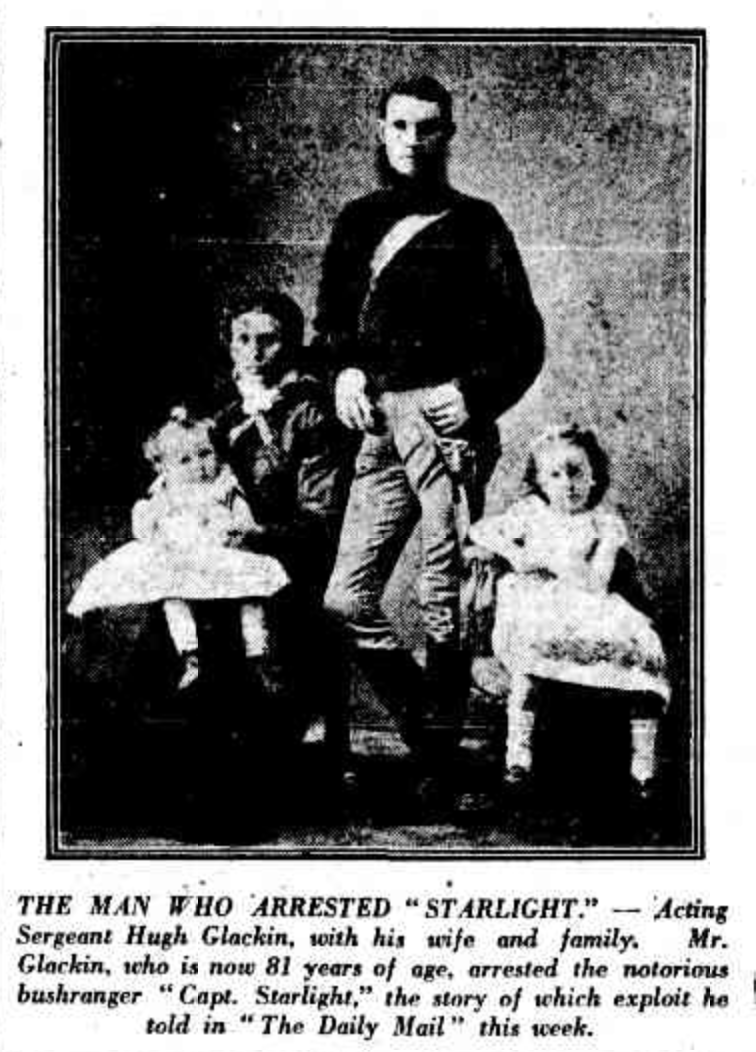 THE MAN WHO ARRESTED "STARLIGHT." — Acting
Sergeant Hugh Glackin, with his wife and family. Mr.
Glackin, who is now 81 years of age, arrested the notorious
bushranger "Capt. Starlight," the story of which exploit he
told in "The Daily Mail" this week.